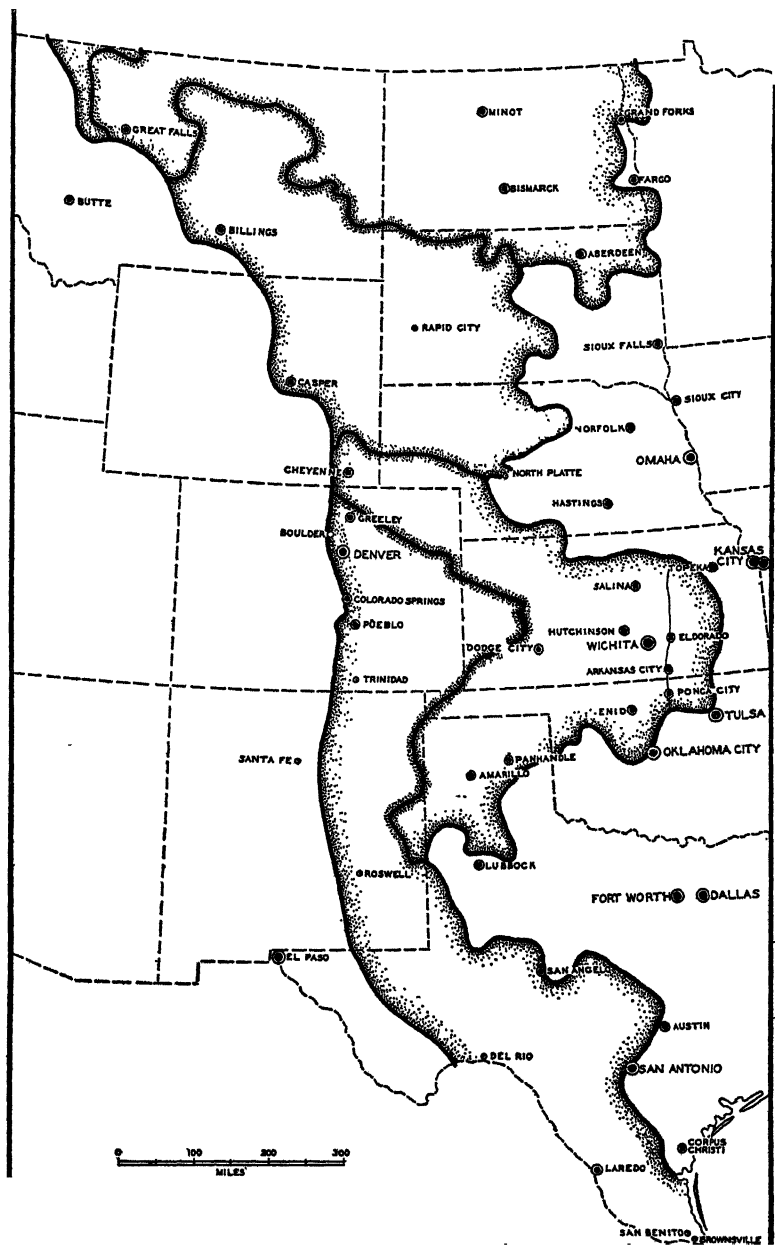 MINOT
GRAND FORKS
GREAT FALLS
FARGO
BISMARCK
BUTTE
BILLINGS
ABERDEEN
RAPID CITY
SIOUX FALLS
CASPER
SIOUX CITY
NORFOLK
OMAHA
CHEYENNE
NORTH PLATTE
HASTINGS
GREELEY
BOULDER
DENVER
KANSAS
CITY
TOPEKA
SALINA
COLORADO SPRINGS
PUEBLO
HUTCHINSON
ELDORADO
WICHITA
DODGE CITY
ARKANSAS CITY
TRINIDAD
PONCA CITY
ENID
TULSA
OKLAHOMA CITY
SANTA FE
PANHANDLE
AMARILLO
LUBBOCK
ROSWELL
FORT WORTH
DALLAS
EL PASO
SAN ANGELO
AUSTIN
DEL RIO
SAN ANTONIO
CORPUS
CHRISTI
0 100 200 300
MILES
LAREDO
SAN BENITO
BROWNSVILLE